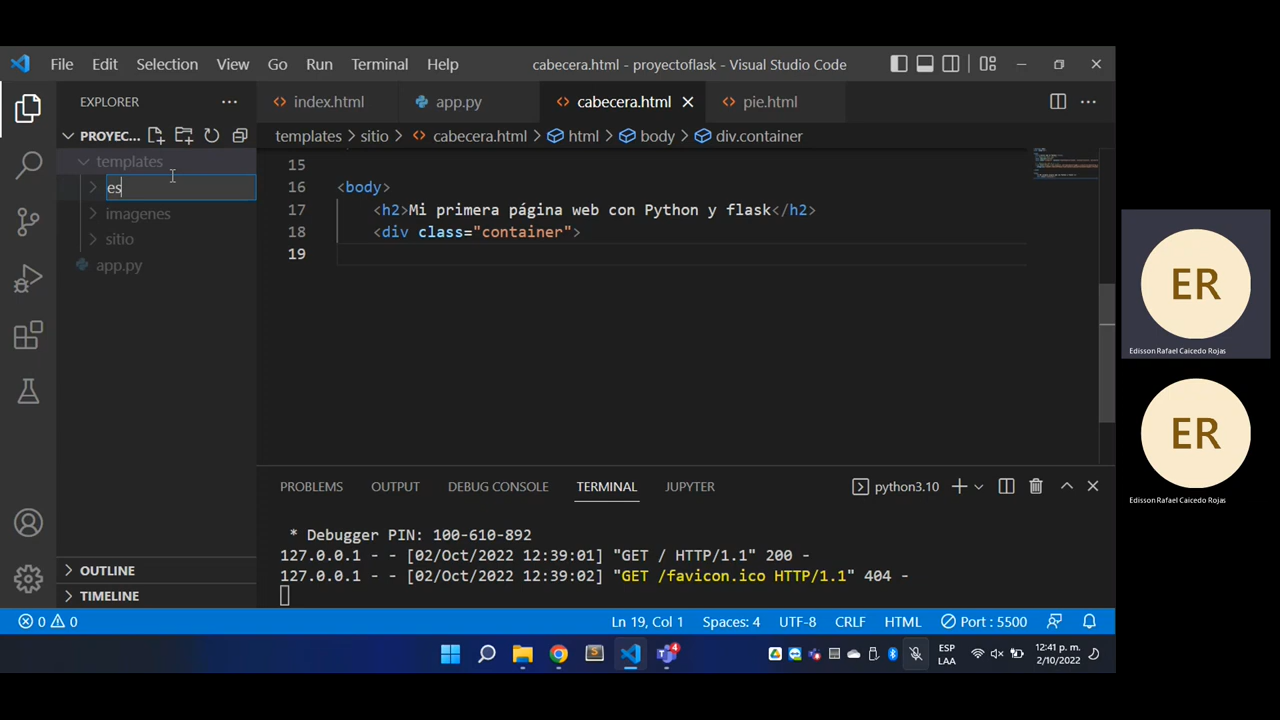 File Edit Selection View Go Run Terminal Help
cabecera.html - proyectoflask - Visual Studio Code
EXPLORER
index.html
app.py
cabecera.html
pie.html
PROYEC...
templates > sitio > cabecera.html > html > body > div.container
templates
es
imagenes
sitio
app.py
15
16 <body>
17 <h2>Mi primera página web con Python y flask</h2>
18 <div class="container">
19
PROBLEMS OUTPUT DEBUG CONSOLE TERMINAL JUPYTER
python3.10
* Debugger PIN: 100-610-892
127.0.0.1 - - [02/Oct/2022 12:39:01] "GET / HTTP/1.1" 200 -
127.0.0.1 - - [02/Oct/2022 12:39:02] "GET /favicon.ico HTTP/1.1" 404 -
OUTLINE
TIMELINE
0 0
Ln 19, Col 1 Spaces: 4 UTF-8 CRLF HTML Port : 5500
4
ESP
LAA
12:41 p. m.
2/10/2022
ER
Edisson Rafael Caicedo Rojas
ER
Edisson Rafael Caicedo Rojas